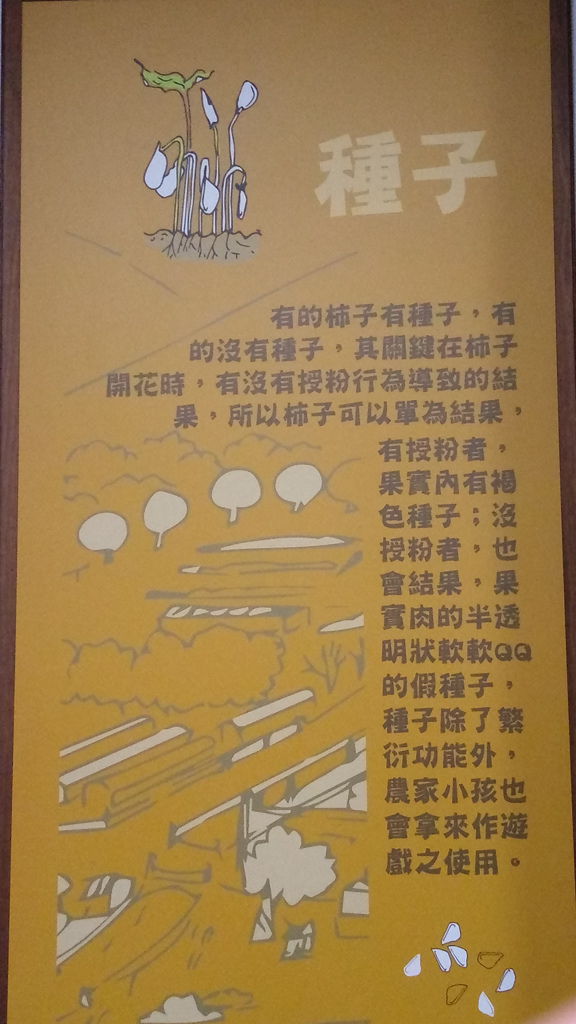 種子
有的柿子有種子，有
的沒有種子，其關鍵在柿子
開花時，有沒有授粉行為導致的結
果，所以柿子可以單為結果，
有授粉者，
果實內有褐
色種子；沒
授粉者，也
會結果，果
實肉的半透
明狀軟軟QQ
的假種子，
種子除了繁
衍功能外，
農家小孩也
會拿來作遊
戲之使用。